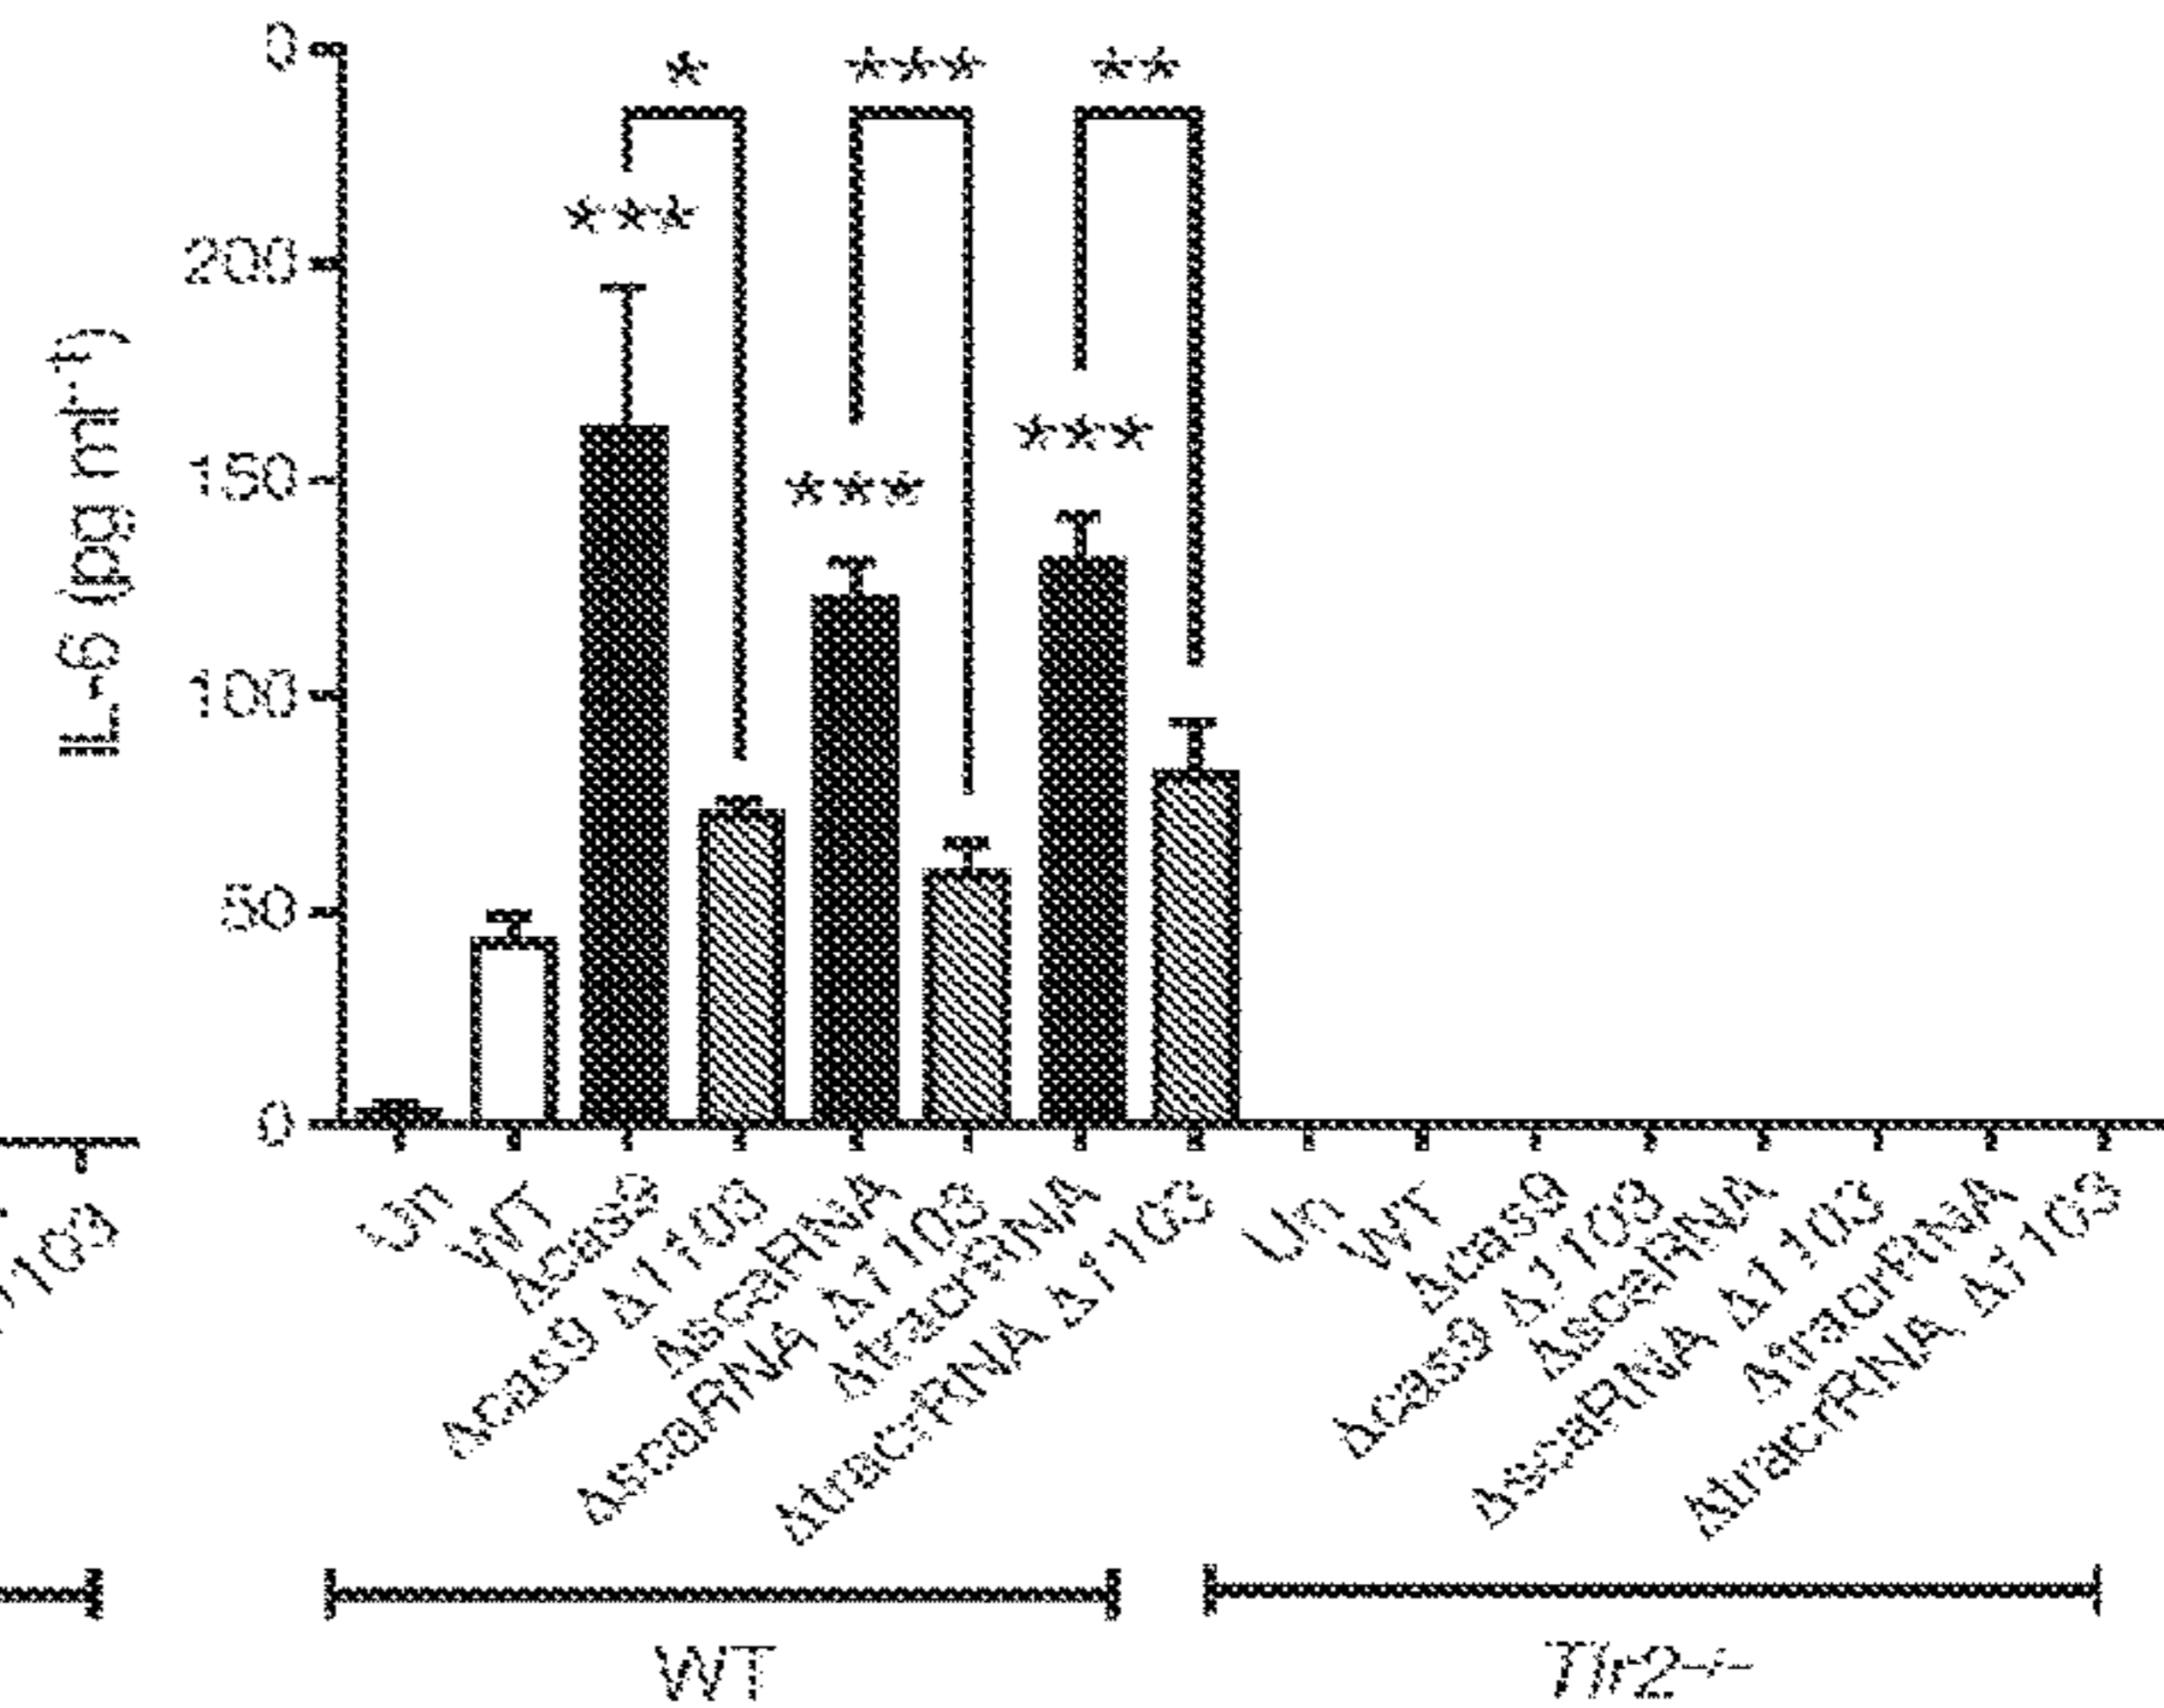 0
*
***
**
***
200
IL-6 (pg ml⁻¹)
***
150
***
100
50
0
Un
WT
Δcas9
Δcas9 Δ1103
ΔscaRNA
ΔscaRNA Δ1103
ΔtracrRNA
ΔtracrRNA Δ1103
Un
WT
Δcas9
Δcas9 Δ1103
ΔscaRNA
ΔscaRNA Δ1103
ΔtracrRNA
ΔtracrRNA Δ1103
1103
WT
Tlr2−/−